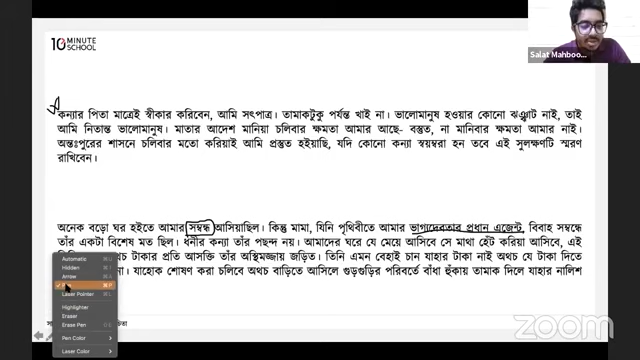 10 MINUTE SCHOOL
Salat Mahboo...
কন্যার পিতা মাত্রেই স্বীকার করিবেন, আমি সৎপাত্র। তামাকটুকু পর্যন্ত খাই না। ভালোমানুষ হওয়ার কোনো ঝঞ্ঝাট নাই, তাই
আমি নিতান্ত ভালোমানুষ। মাতার আদেশ মানিয়া চলিবার ক্ষমতা আমার আছে- বস্তুত, না মানিবার ক্ষমতা আমার নাই।
অন্তঃপুরের শাসনে চলিবার মতো করিয়াই আমি প্রস্তুত হইয়াছি, যদি কোনো কন্যা স্বয়ম্বরা হন তবে এই সুলক্ষণটি স্মরণ
রাখিবেন।
অনেক বড়ো ঘর হইতে আমার সম্বন্ধ আসিয়াছিল। কিন্তু মামা, যিনি পৃথিবীতে আমার ভাগ্যদেবতার প্রধান এজেন্ট, বিবাহ সম্বন্ধে
তাঁর একটা বিশেষ মত ছিল। ধনীর কন্যা তাঁর পছন্দ নয়। আমাদের ঘরে যে মেয়ে আসিবে সে মাথা হেঁট করিয়া আসিবে, এই
টাকার প্রতি আসক্তি তাঁর অস্থিমজ্জায় জড়িত। তিনি এমন বেহাই চান যাহার টাকা নাই অথচ যে টাকা দিতে
না। যাহোক শোষণ করা চলিবে অথচ বাড়িতে আসিলে গুড়গুড়ির পরিবর্তে বাঁধা হুঁকায় তামাক দিলে যাহার নালিশ
Automatic ⌘U
Hidden
Arrow
⌘P
Laser Pointer
Highlighter
Eraser
Erase Pen
Pen Color
Laser Color
zoom